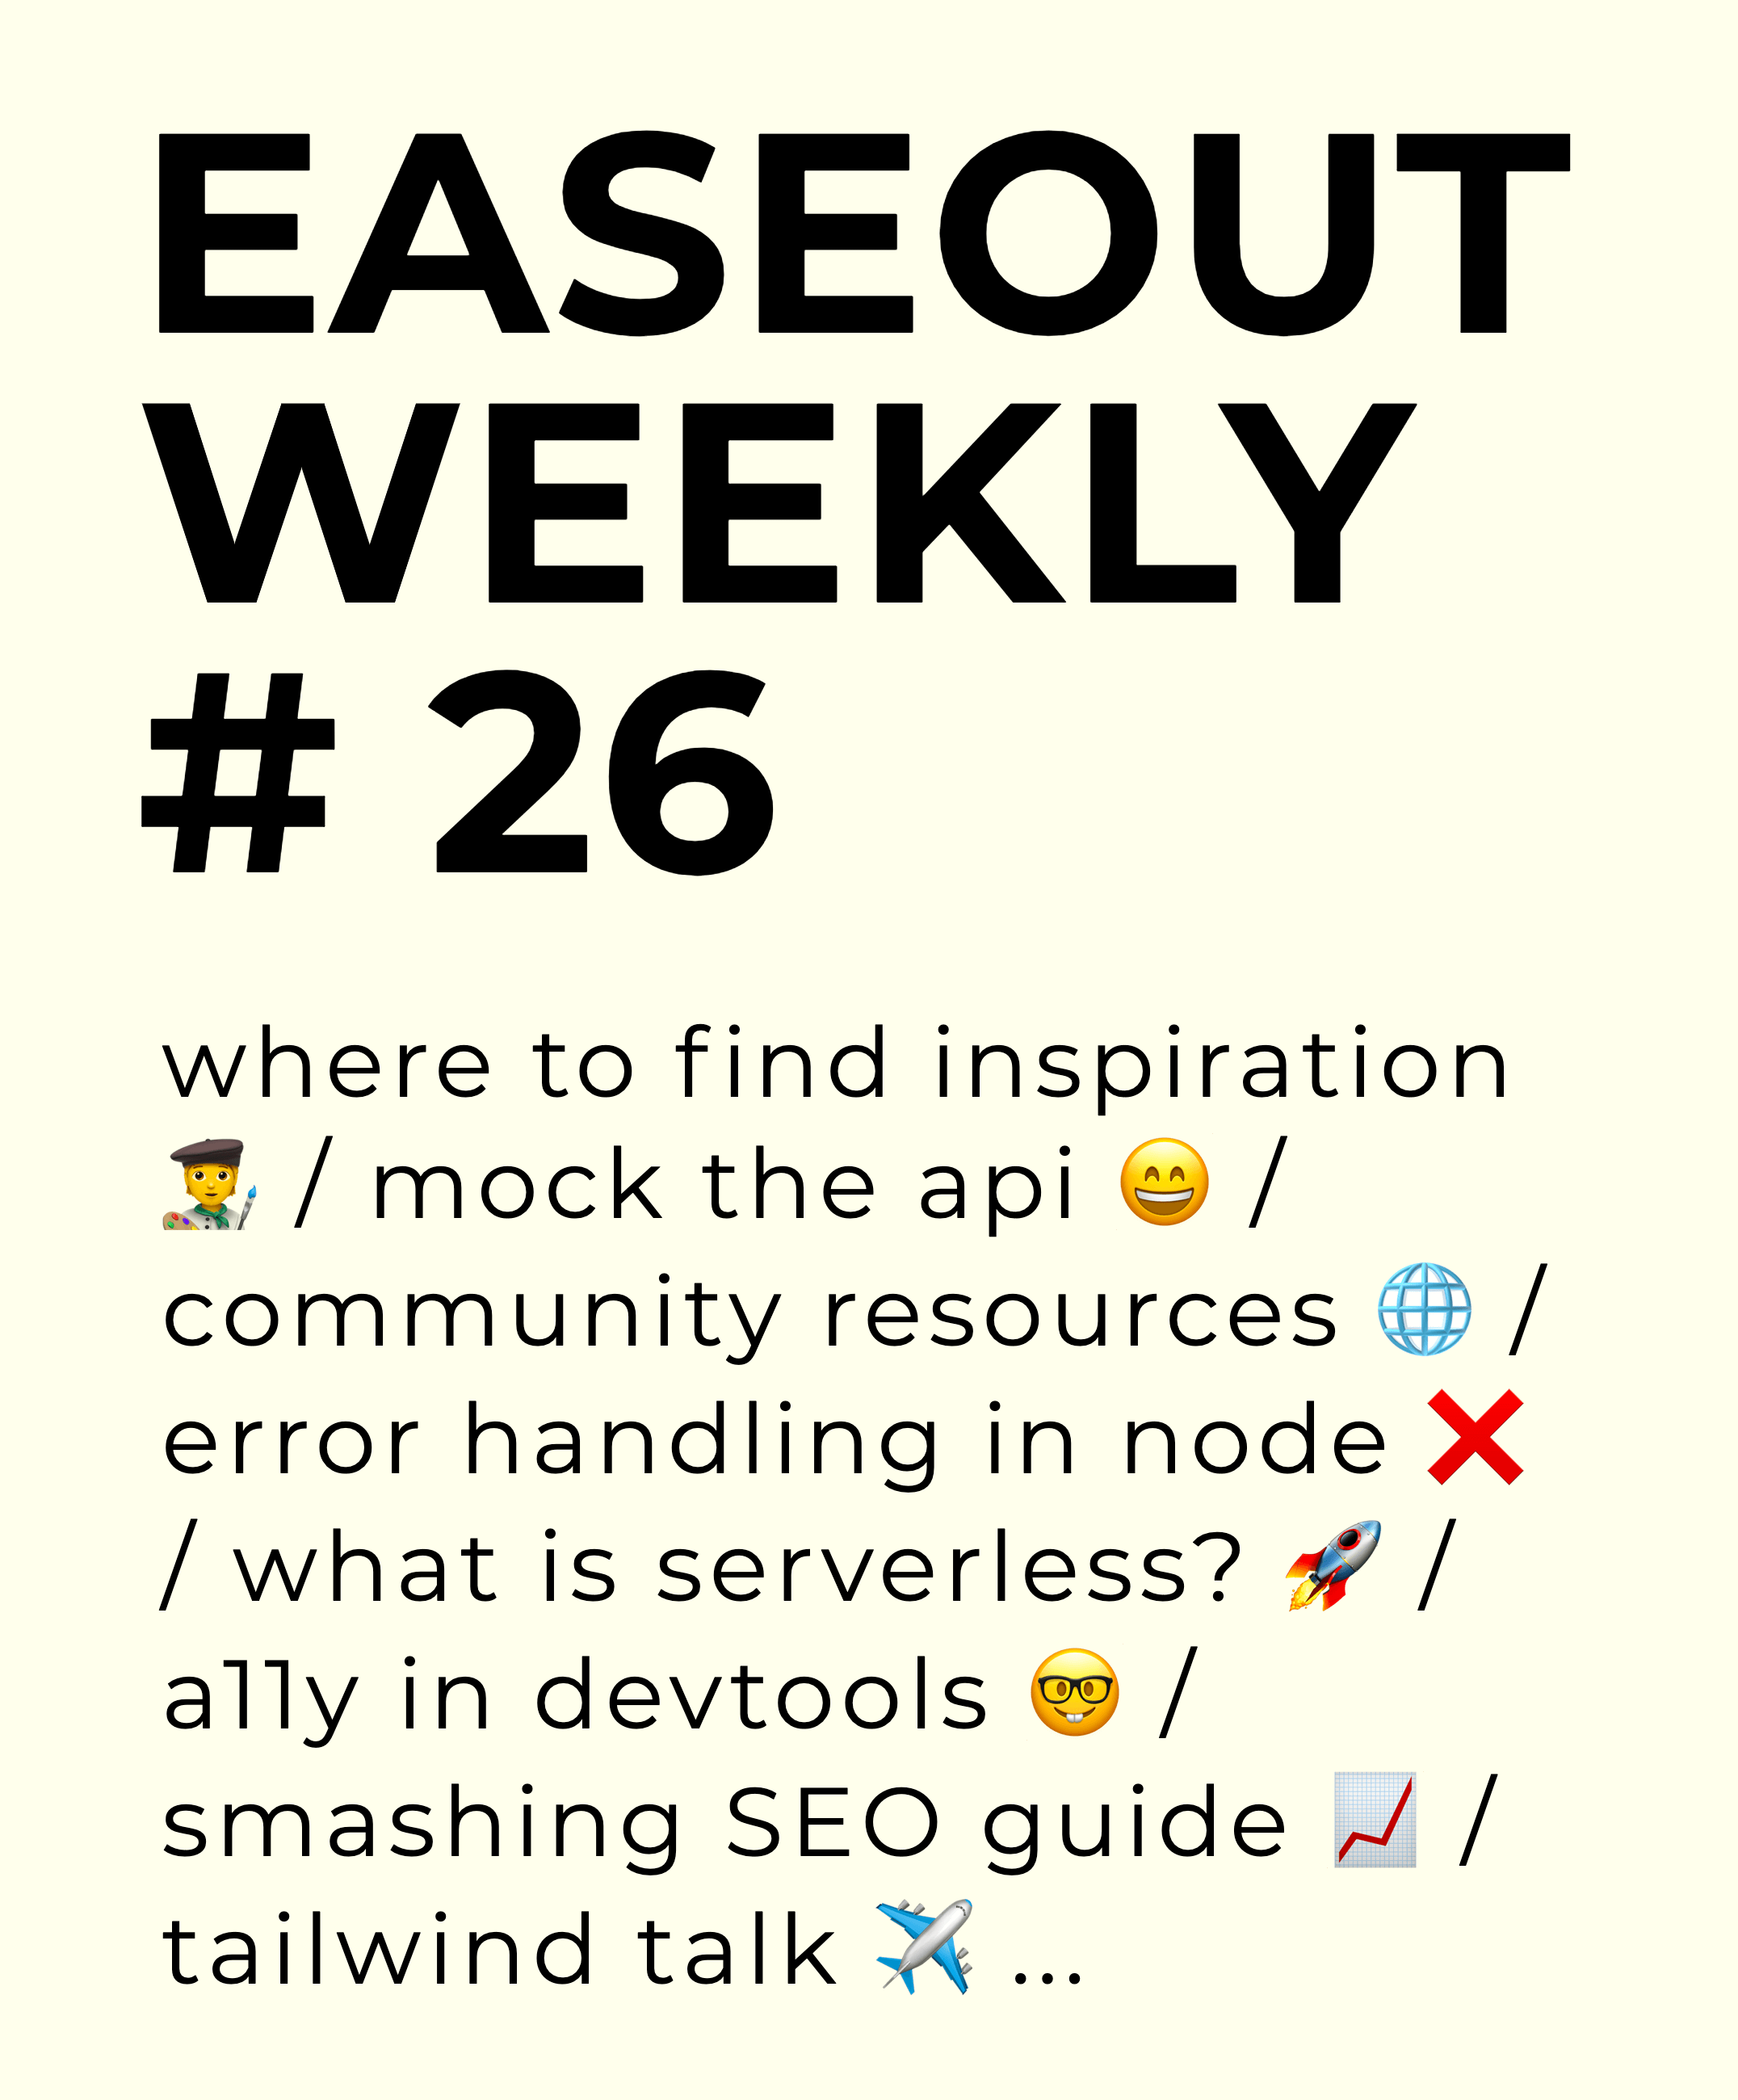 EASEOUT
WEEKLY
# 26
where to find inspiration
🧑‍🎨 / mock the api 😄 /
community resources 🌐 /
error handling in node ❌
/ what is serverless? 🚀 /
a11y in devtools 🤓 /
smashing SEO guide 📈 /
tailwind talk ✈️ ...